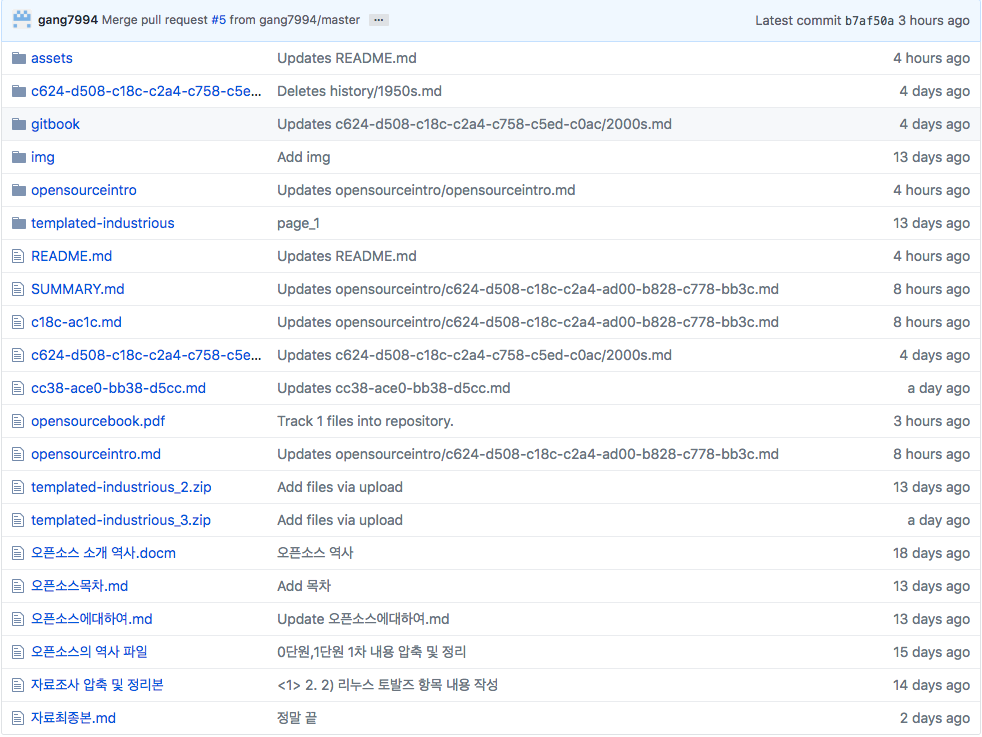 gang7994 Merge pull request #5 from gang7994/master ... Latest commit b7af50a 3 hours ago
assets Updates README.md 4 hours ago
c624-d508-c18c-c2a4-c758-c5e... Deletes history/1950s.md 4 days ago
gitbook Updates c624-d508-c18c-c2a4-c758-c5ed-c0ac/2000s.md 4 days ago
img Add img 13 days ago
opensourceintro Updates opensourceintro/opensourceintro.md 4 hours ago
templated-industrious page_1 13 days ago
README.md Updates README.md 4 hours ago
SUMMARY.md Updates opensourceintro/c624-d508-c18c-c2a4-ad00-b828-c778-bb3c.md 8 hours ago
c18c-ac1c.md Updates opensourceintro/c624-d508-c18c-c2a4-ad00-b828-c778-bb3c.md 8 hours ago
c624-d508-c18c-c2a4-c758-c5e... Updates c624-d508-c18c-c2a4-c758-c5ed-c0ac/2000s.md 4 days ago
cc38-ace0-bb38-d5cc.md Updates cc38-ace0-bb38-d5cc.md a day ago
opensourcebook.pdf Track 1 files into repository. 3 hours ago
opensourceintro.md Updates opensourceintro/c624-d508-c18c-c2a4-ad00-b828-c778-bb3c.md 8 hours ago
templated-industrious_2.zip Add files via upload 13 days ago
templated-industrious_3.zip Add files via upload a day ago
오픈소스 소개 역사.docm 오픈소스 역사 18 days ago
오픈소스목차.md Add 목차 13 days ago
오픈소스에대하여.md Update 오픈소스에대하여.md 13 days ago
오픈소스의 역사 파일 0단원,1단원 1차 내용 압축 및 정리 15 days ago
자료조사 압축 및 정리본 <1> 2. 2) 리누스 토발즈 항목 내용 작성 14 days ago
자료최종본.md 정말 끝 2 days ago